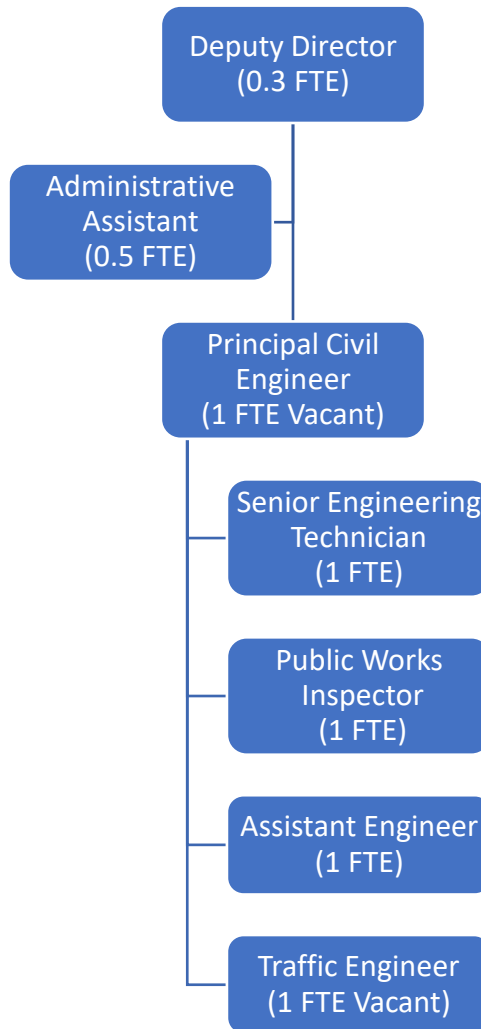 Deputy Director
(0.3 FTE)
Administrative
Assistant
(0.5 FTE)
Principal Civil
Engineer
(1 FTE Vacant)
Senior Engineering
Technician
(1 FTE)
Public Works
Inspector
(1 FTE)
Assistant Engineer
(1 FTE)
Traffic Engineer
(1 FTE Vacant)